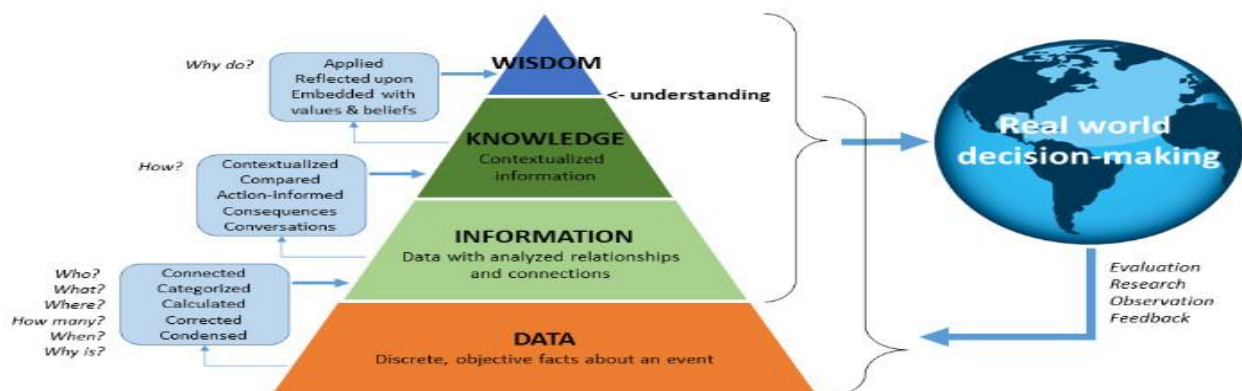 WISDOM
<- understanding
KNOWLEDGE
Contextualized
information
INFORMATION
Data with analyzed relationships
and connections
DATA
Discrete, objective facts about an event
Why do?
Applied
Reflected upon
Embedded with
values & beliefs
How?
Contextualized
Compared
Action-informed
Consequences
Conversations
Who?
What?
Where?
How many?
When?
Why is?
Connected
Categorized
Calculated
Corrected
Condensed
Real world
decision-making
Evaluation
Research
Observation
Feedback